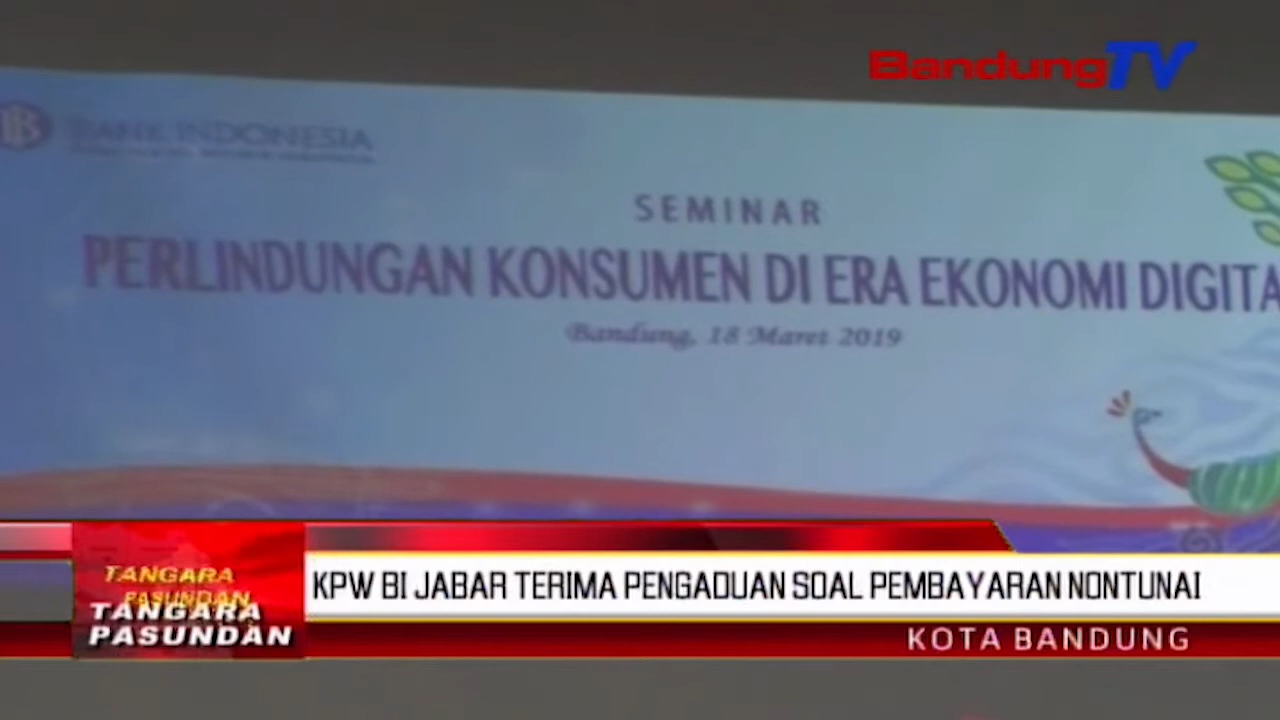 BandungTV
BANK INDONESIA
SEMINAR
PERLINDUNGAN KONSUMEN DI ERA EKONOMI
Bandung, 18 Maret 2019
TANGARA
PASUNDAN
TANGARA
PASUNDAN
KPW BI JABAR TERIMA PENGADUAN SOAL PEMBAYARAN NONTUNAI
KOTA BANDUNG